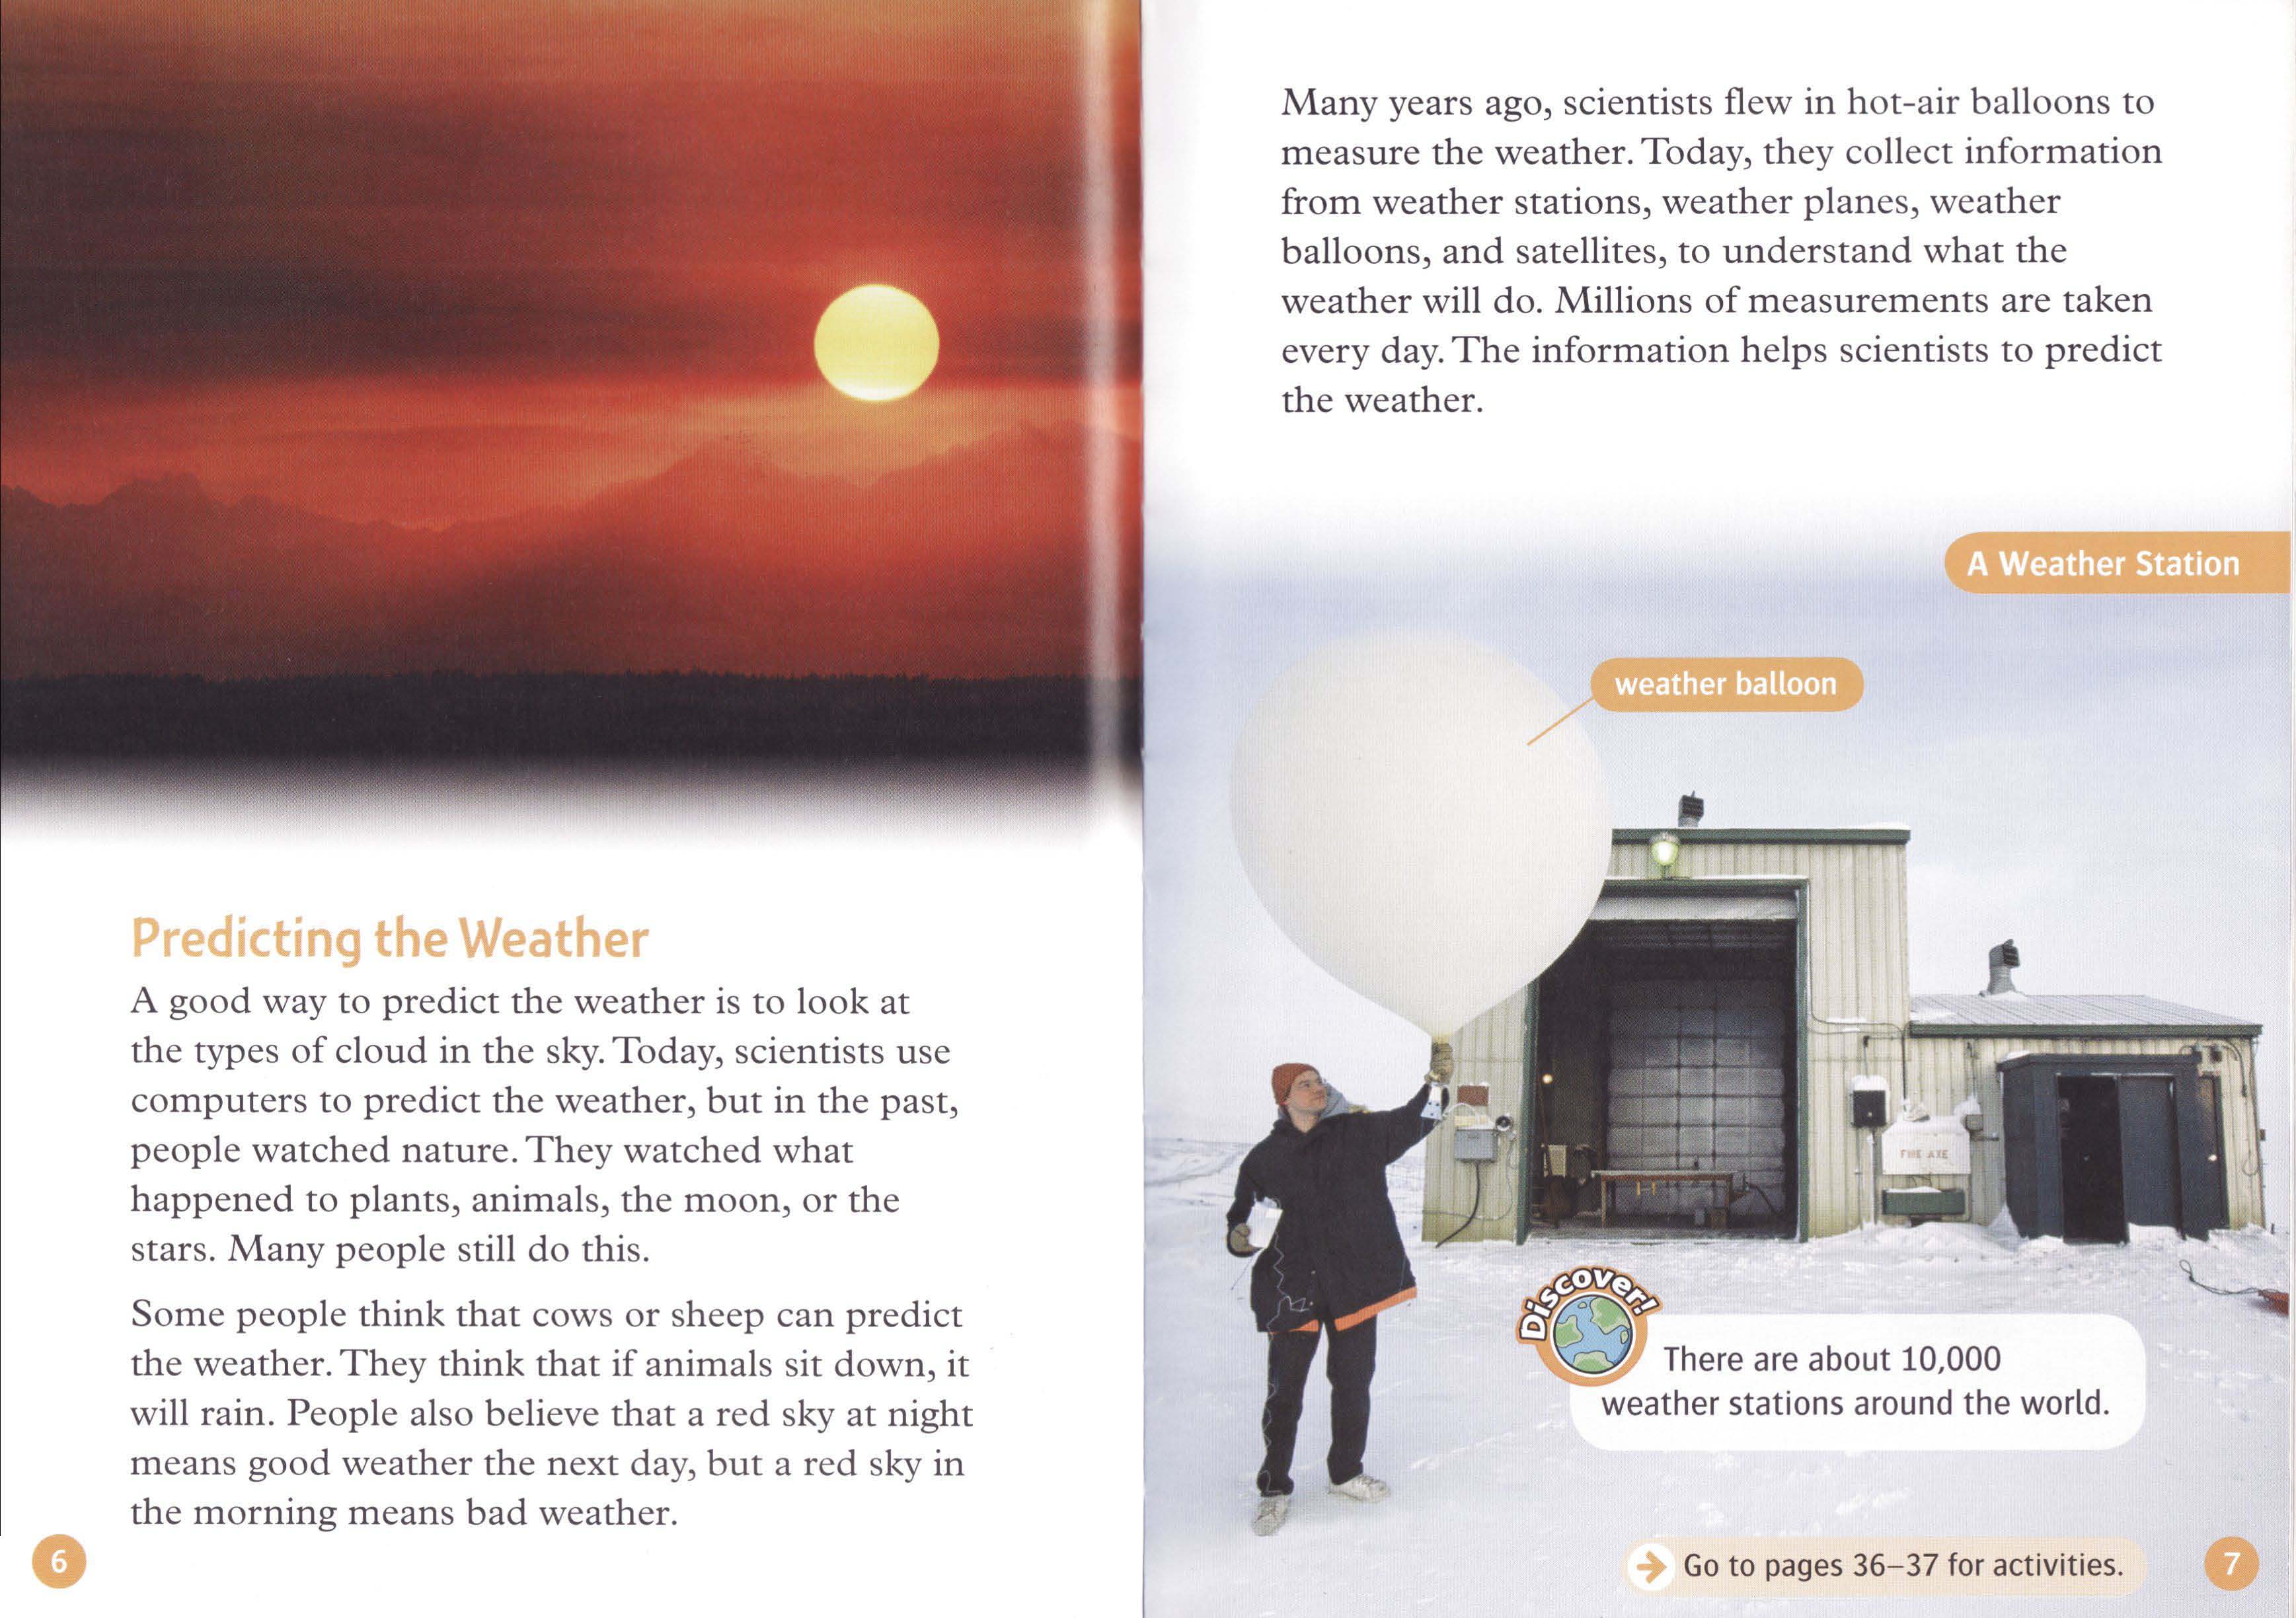 Predicting the Weather
A good way to predict the weather is to look at
the types of cloud in the sky. Today, scientists use
computers to predict the weather, but in the past,
people watched nature. They watched what
happened to plants, animals, the moon, or the
stars. Many people still do this.
Some people think that cows or sheep can predict
the weather. They think that if animals sit down, it
will rain. People also believe that a red sky at night
means good weather the next day, but a red sky in
the morning means bad weather.
6
Many years ago, scientists flew in hot-air balloons to
measure the weather. Today, they collect information
from weather stations, weather planes, weather
balloons, and satellites, to understand what the
weather will do. Millions of measurements are taken
every day. The information helps scientists to predict
the weather.
A Weather Station
weather balloon
FIRE AXE
Discover!
There are about 10,000
weather stations around the world.
Go to pages 36–37 for activities.
7